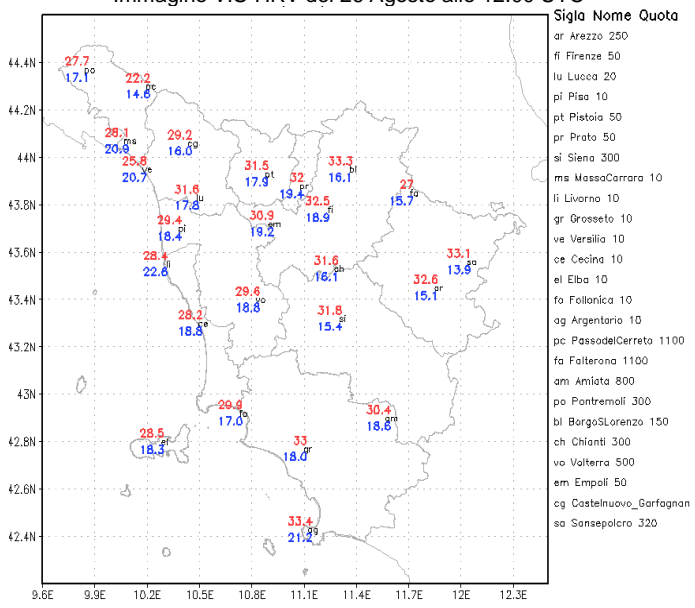 Sigla Nome Quota
ar Arezzo 250
fi Firenze 50
lu Lucca 20
pi Pisa 10
pt Pistoia 50
pr Prato 50
si Siena 300
ms MassaCarrara 10
li Livorno 10
gr Grosseto 10
ve Versilia 10
ce Cecina 10
el Elba 10
fo Follonica 10
ag Argentario 10
pc PassodelCerreto 1100
fa Falterona 1100
am Amiata 800
po Pontremoli 300
bl BorgoSLorenzo 150
ch Chianti 300
vo Volterra 500
em Empoli 50
cg Castelnuovo_Garfagnan
sa Sansepolcro 320
44.4N
44.2N
44N
43.8N
43.6N
43.4N
43.2N
43N
42.8N
42.6N
42.4N
27.7
17.1 po
22.2
14.8 pc
28.1
20.9 ms
29.2
16.0 cg
25.8
20.7 ve
31.5
17.9 pt
32
19.4 pr
33.3
16.1 bl
27
15.7 fa
31.6
17.8 lu
32.5
18.9 fi
29.4
18.4 pi
30.9
19.2 em
28.4
22.6 li
31.6
16.1 ch
33.1
13.9 sa
32.6
15.1 ar
29.6
18.8 vo
28.2
18.8 ce
31.8
15.4 si
29.9
17.0 fo
30.4
18.6 am
28.5
18.3 el
33
18.0 gr
33.4
21.2 ag
9.6E 9.9E 10.2E 10.5E 10.8E 11.1E 11.4E 11.7E 12E 12.3E